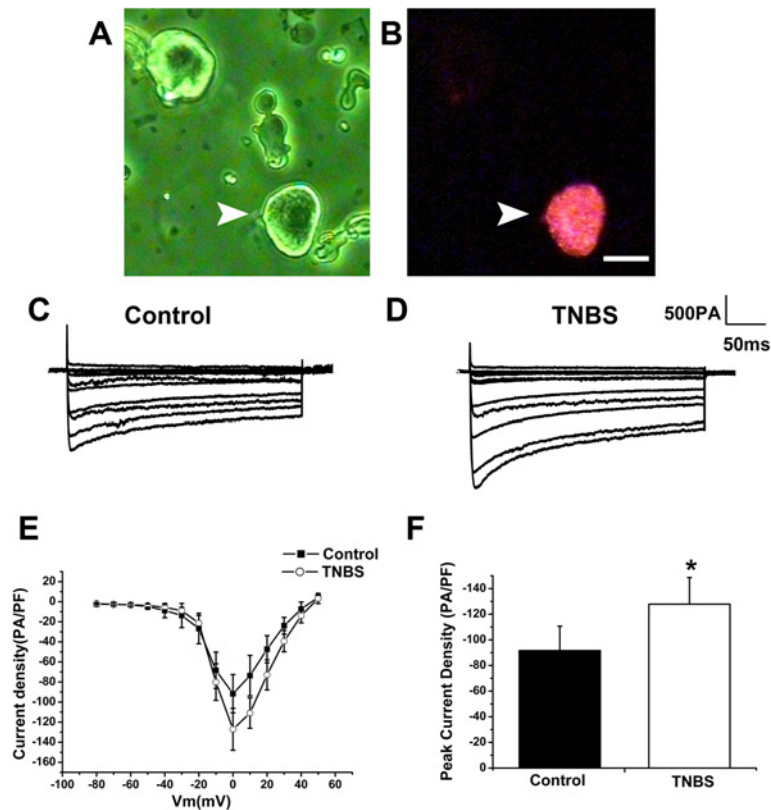 A
B
C
Control
D
TNBS
500PA
50ms
E
Control
TNBS
Current density(PA/PF)
20
0
-20
-40
-60
-80
-100
-120
-140
-160
-100 -80 -60 -40 -20 0 20 40 60
Vm(mV)
F
*
Peak Current Density (PA/PF)
-140
-120
-100
-80
-60
-40
-20
-0
Control
TNBS